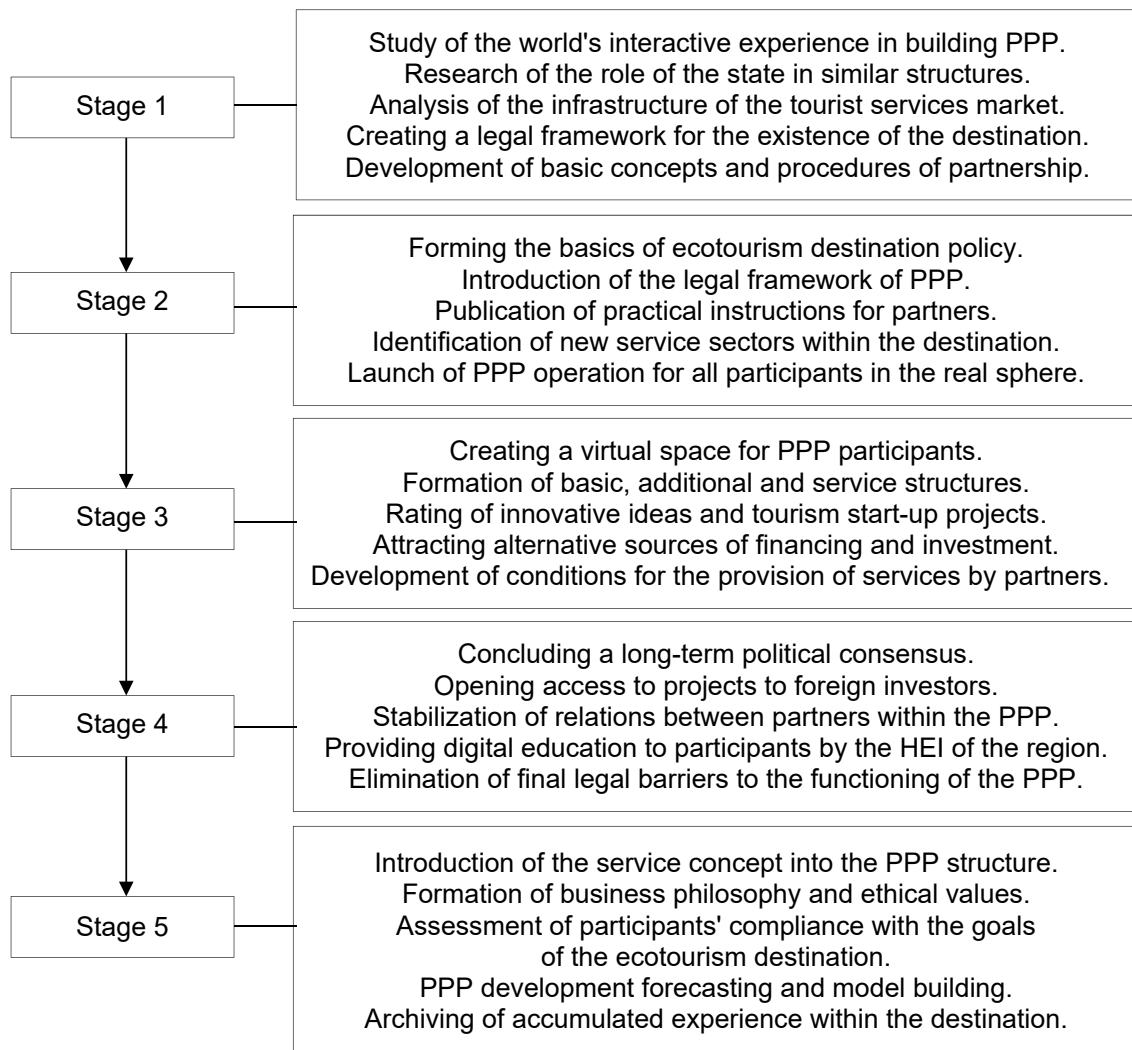 Stage 1
Study of the world's interactive experience in building PPP.
Research of the role of the state in similar structures.
Analysis of the infrastructure of the tourist services market.
Creating a legal framework for the existence of the destination.
Development of basic concepts and procedures of partnership.
Stage 2
Forming the basics of ecotourism destination policy.
Introduction of the legal framework of PPP.
Publication of practical instructions for partners.
Identification of new service sectors within the destination.
Launch of PPP operation for all participants in the real sphere.
Stage 3
Creating a virtual space for PPP participants.
Formation of basic, additional and service structures.
Rating of innovative ideas and tourism start-up projects.
Attracting alternative sources of financing and investment.
Development of conditions for the provision of services by partners.
Stage 4
Concluding a long-term political consensus.
Opening access to projects to foreign investors.
Stabilization of relations between partners within the PPP.
Providing digital education to participants by the HEI of the region.
Elimination of final legal barriers to the functioning of the PPP.
Stage 5
Introduction of the service concept into the PPP structure.
Formation of business philosophy and ethical values.
Assessment of participants' compliance with the goals
of the ecotourism destination.
PPP development forecasting and model building.
Archiving of accumulated experience within the destination.